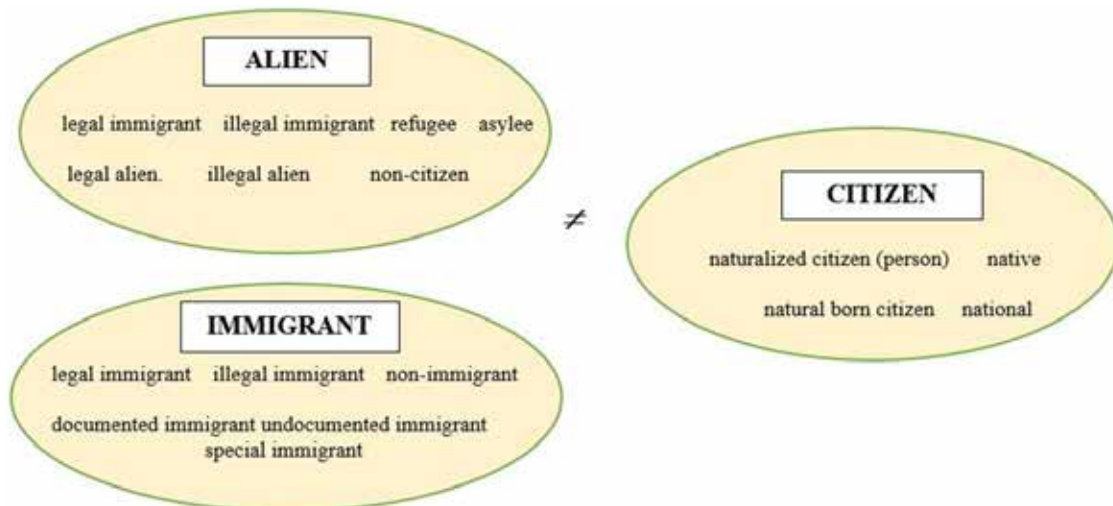 ALIEN
legal immigrant illegal immigrant refugee asylee
legal alien. illegal alien non-citizen
≠
CITIZEN
naturalized citizen (person) native
natural born citizen national
IMMIGRANT
legal immigrant illegal immigrant non-immigrant
documented immigrant undocumented immigrant
special immigrant